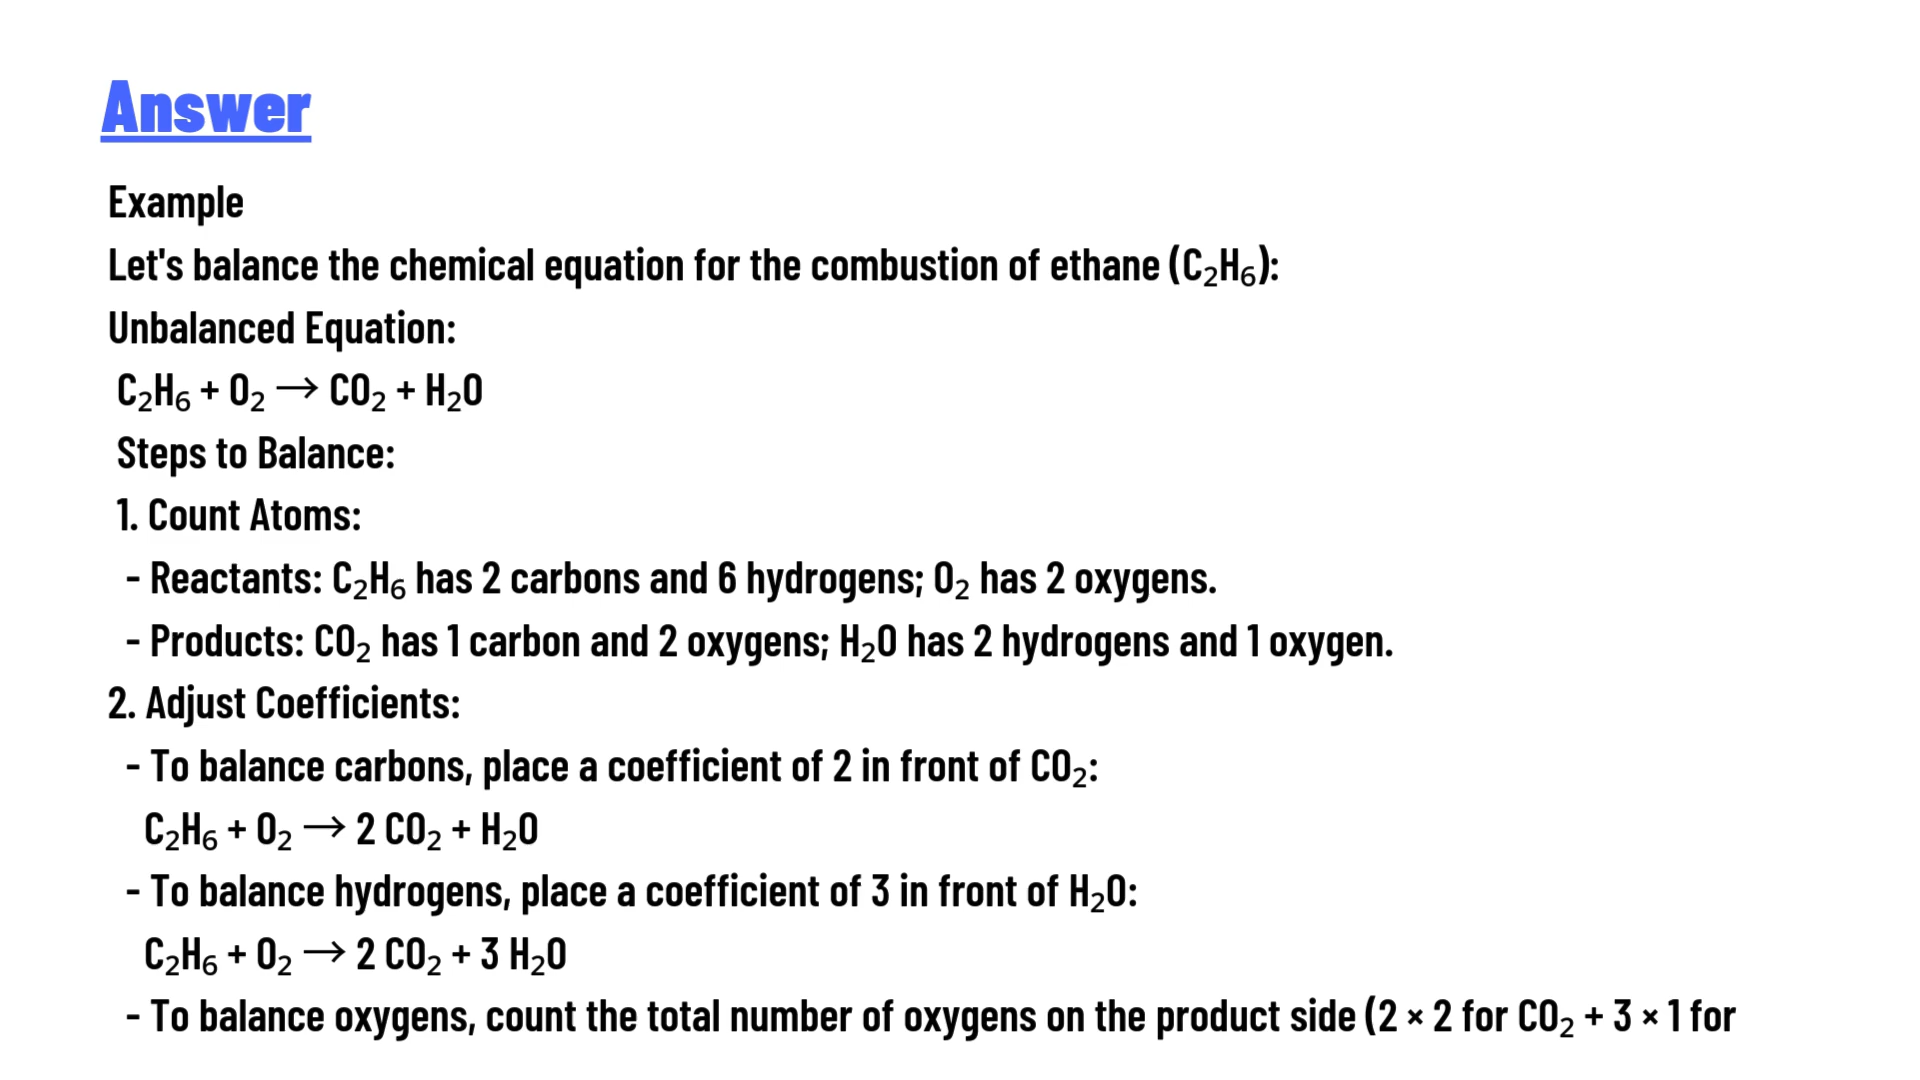 Answer
Example
Let's balance the chemical equation for the combustion of ethane (C₂H₆):
Unbalanced Equation:
C₂H₆ + O₂ → CO₂ + H₂O
Steps to Balance:
1. Count Atoms:
- Reactants: C₂H₆ has 2 carbons and 6 hydrogens; O₂ has 2 oxygens.
- Products: CO₂ has 1 carbon and 2 oxygens; H₂O has 2 hydrogens and 1 oxygen.
2. Adjust Coefficients:
- To balance carbons, place a coefficient of 2 in front of CO₂:
C₂H₆ + O₂ → 2 CO₂ + H₂O
- To balance hydrogens, place a coefficient of 3 in front of H₂O:
C₂H₆ + O₂ → 2 CO₂ + 3 H₂O
- To balance oxygens, count the total number of oxygens on the product side (2 × 2 for CO₂ + 3 × 1 for